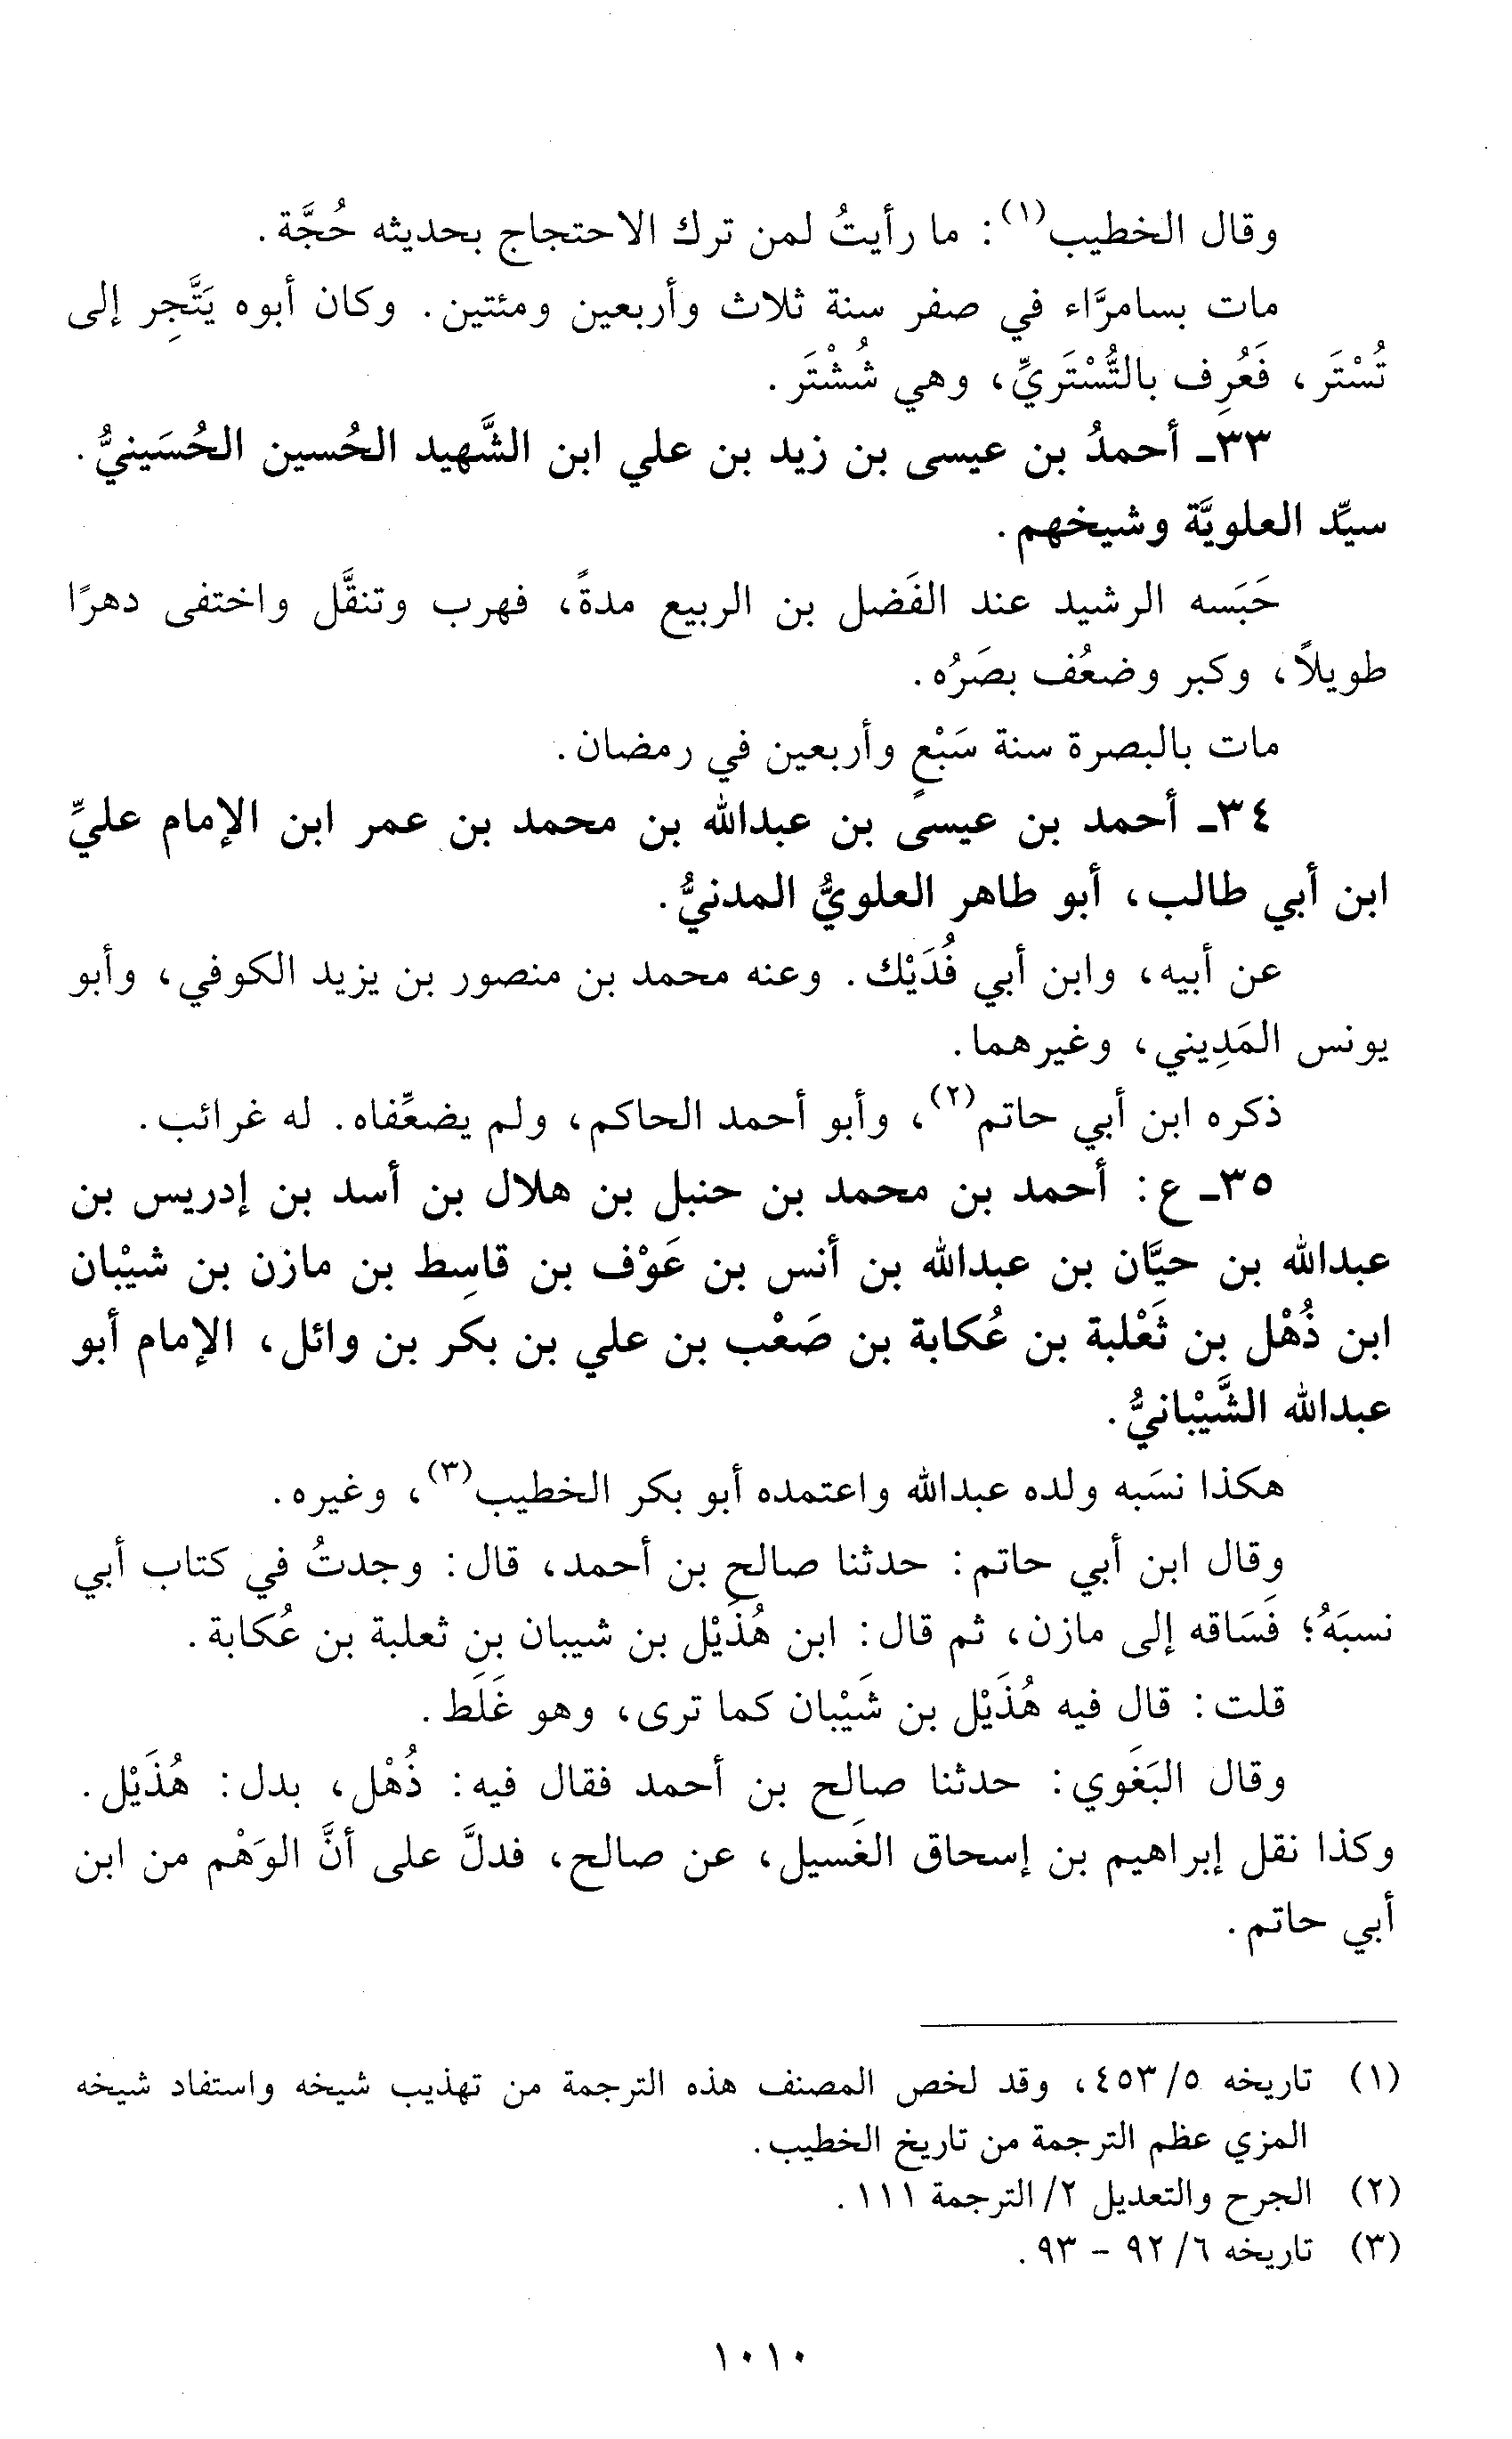 وقال الخطيب(١): ما رأيتُ لمن ترك الاحتجاج بحديثه حُجَّة.
مات بسامرَّاء في صفر سنة ثلاث وأربعين ومئتين. وكان أبوه يَتَّجِر إلى
تُسْتَر، فَعُرِف بالتُّسْتَريِّ، وهي شُشْتَر.
٣٣ـ أحمدُ بن عيسى بن زيد بن علي ابن الشَّهيد الحُسين الحُسَينيُّ.
سيِّد العلويَّة وشيخهم.
حَبَسه الرشيد عند الفَضل بن الربيع مدةً، فهرب وتنقَّل واختفى دهرًا
طويلاً، وكبر وضعُف بصَرُه.
مات بالبصرة سنة سَبْعٍ وأربعين في رمضان.
٣٤ـ أحمد بن عيسى بن عبدالله بن محمد بن عمر ابن الإمام عليِّ
ابن أبي طالب، أبو طاهر العلويُّ المدنيُّ.
عن أبيه، وابن أبي فُدَيْك. وعنه محمد بن منصور بن يزيد الكوفي، وأبو
يونس المَدِيني، وغيرهما.
ذكره ابن أبي حاتم(٢)، وأبو أحمد الحاكم، ولم يضعِّفاه. له غرائب.
٣٥ـ ع: أحمد بن محمد بن حنبل بن هلال بن أسد بن إدريس بن
عبدالله بن حيَّان بن عبدالله بن أنس بن عَوْف بن قاسِط بن مازن بن شيْبان
ابن ذُهْل بن ثَعْلبة بن عُكابة بن صَعْب بن علي بن بكر بن وائل، الإمام أبو
عبدالله الشَّيْبانيُّ.
هكذا نسَبه ولده عبدالله واعتمده أبو بكر الخطيب(٣)، وغيره.
وقال ابن أبي حاتم: حدثنا صالح بن أحمد، قال: وجدتُ في كتاب أبي
نسبَهُ؛ فَسَاقه إلى مازن، ثم قال: ابن هُذَيْل بن شيبان بن ثعلبة بن عُكابة.
قلت: قال فيه هُذَيْل بن شَيْبان كما ترى، وهو غَلَط.
وقال البَغَوي: حدثنا صالح بن أحمد فقال فيه: ذُهْل، بدل: هُذَيْل.
وكذا نقل إبراهيم بن إسحاق الغَسيل، عن صالح، فدلَّ على أنَّ الوَهْم من ابن
أبي حاتم.
(١) تاريخه ٥/ ٤٥٣، وقد لخص المصنف هذه الترجمة من تهذيب شيخه واستفاد شيخه
المزي عظم الترجمة من تاريخ الخطيب.
(٢) الجرح والتعديل ٢/ الترجمة ١١١.
(٣) تاريخه ٦/ ٩٢ - ٩٣.
١٠١٠